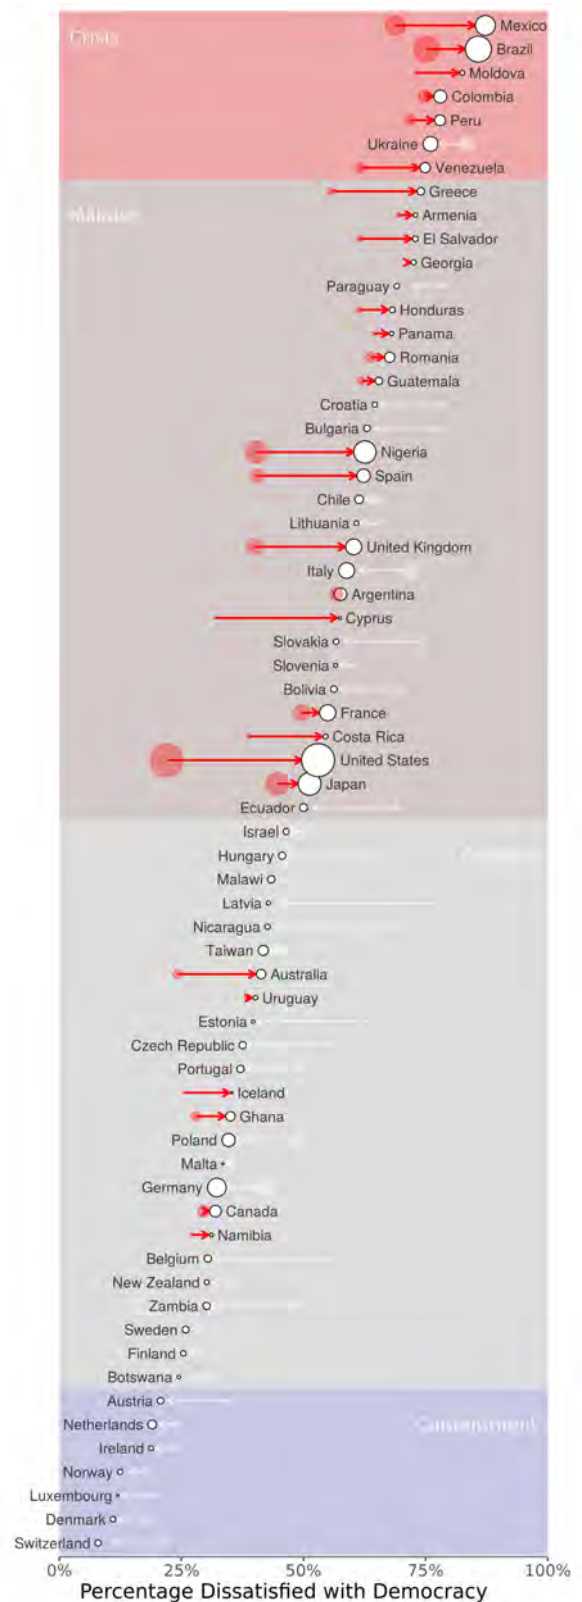 Crisis
Mexico
Brazil
Moldova
Colombia
Peru
Ukraine
Venezuela
Greece
Malaise
Armenia
El Salvador
Georgia
Paraguay
Honduras
Panama
Romania
Guatemala
Croatia
Bulgaria
Nigeria
Spain
Chile
Lithuania
United Kingdom
Italy
Argentina
Cyprus
Slovakia
Slovenia
Bolivia
France
Costa Rica
United States
Japan
Ecuador
Israel
Hungary
Malawi
Latvia
Nicaragua
Taiwan
Australia
Uruguay
Estonia
Czech Republic
Portugal
Iceland
Ghana
Poland
Malta
Germany
Canada
Namibia
Belgium
New Zealand
Zambia
Sweden
Finland
Botswana
Austria
Netherlands
Contentment
Ireland
Norway
Luxembourg
Denmark
Switzerland
0% 25% 50% 75% 100%
Percentage Dissatisfied with Democracy